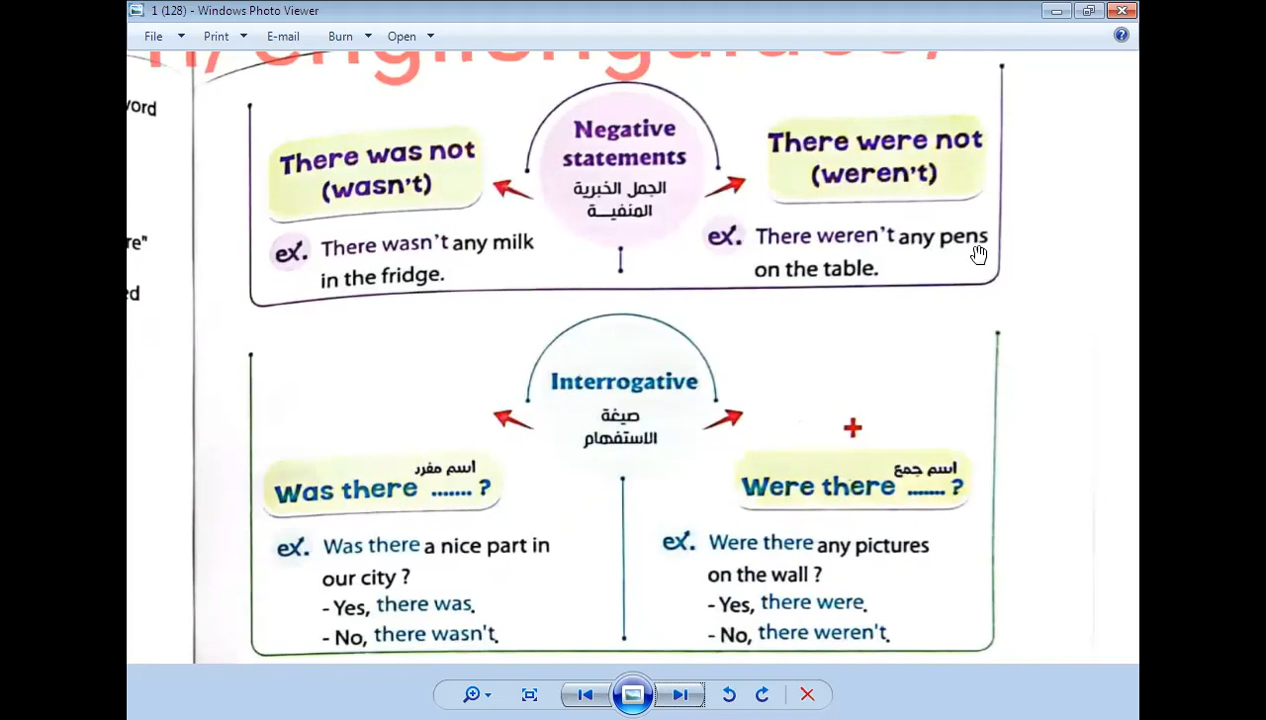 1 (128) - Windows Photo Viewer
File Print E-mail Burn Open
word
re"
ed
Negative
statements
الجمل الخبرية
المنفيـــة
There was not
(wasn't)
ex. There wasn't any milk
in the fridge.
There were not
(weren't)
ex. There weren't any pens
on the table.
Interrogative
صيغة
الاستفهام
اسم مفرد
Was there ....... ?
ex. Was there a nice part in
our city ?
- Yes, there was.
- No, there wasn't.
+
اسم جمع
Were there ....... ?
ex. Were there any pictures
on the wall ?
- Yes, there were.
- No, there weren't.